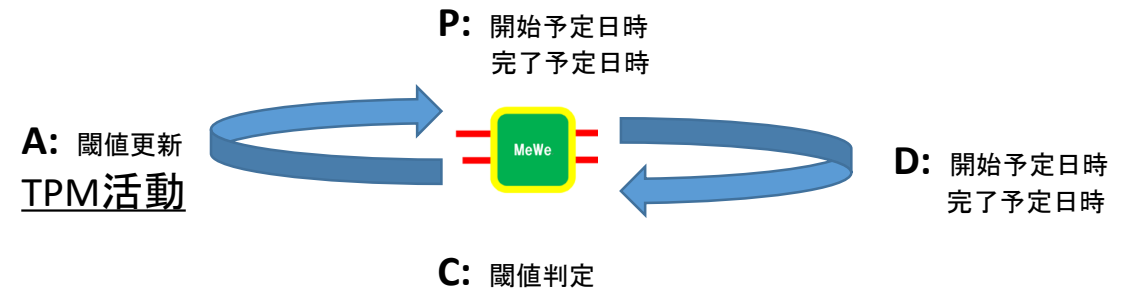 P: 開始予定日時
完了予定日時
A: 閾値更新
TPM活動
MeWe
D: 開始予定日時
完了予定日時
C: 閾値判定